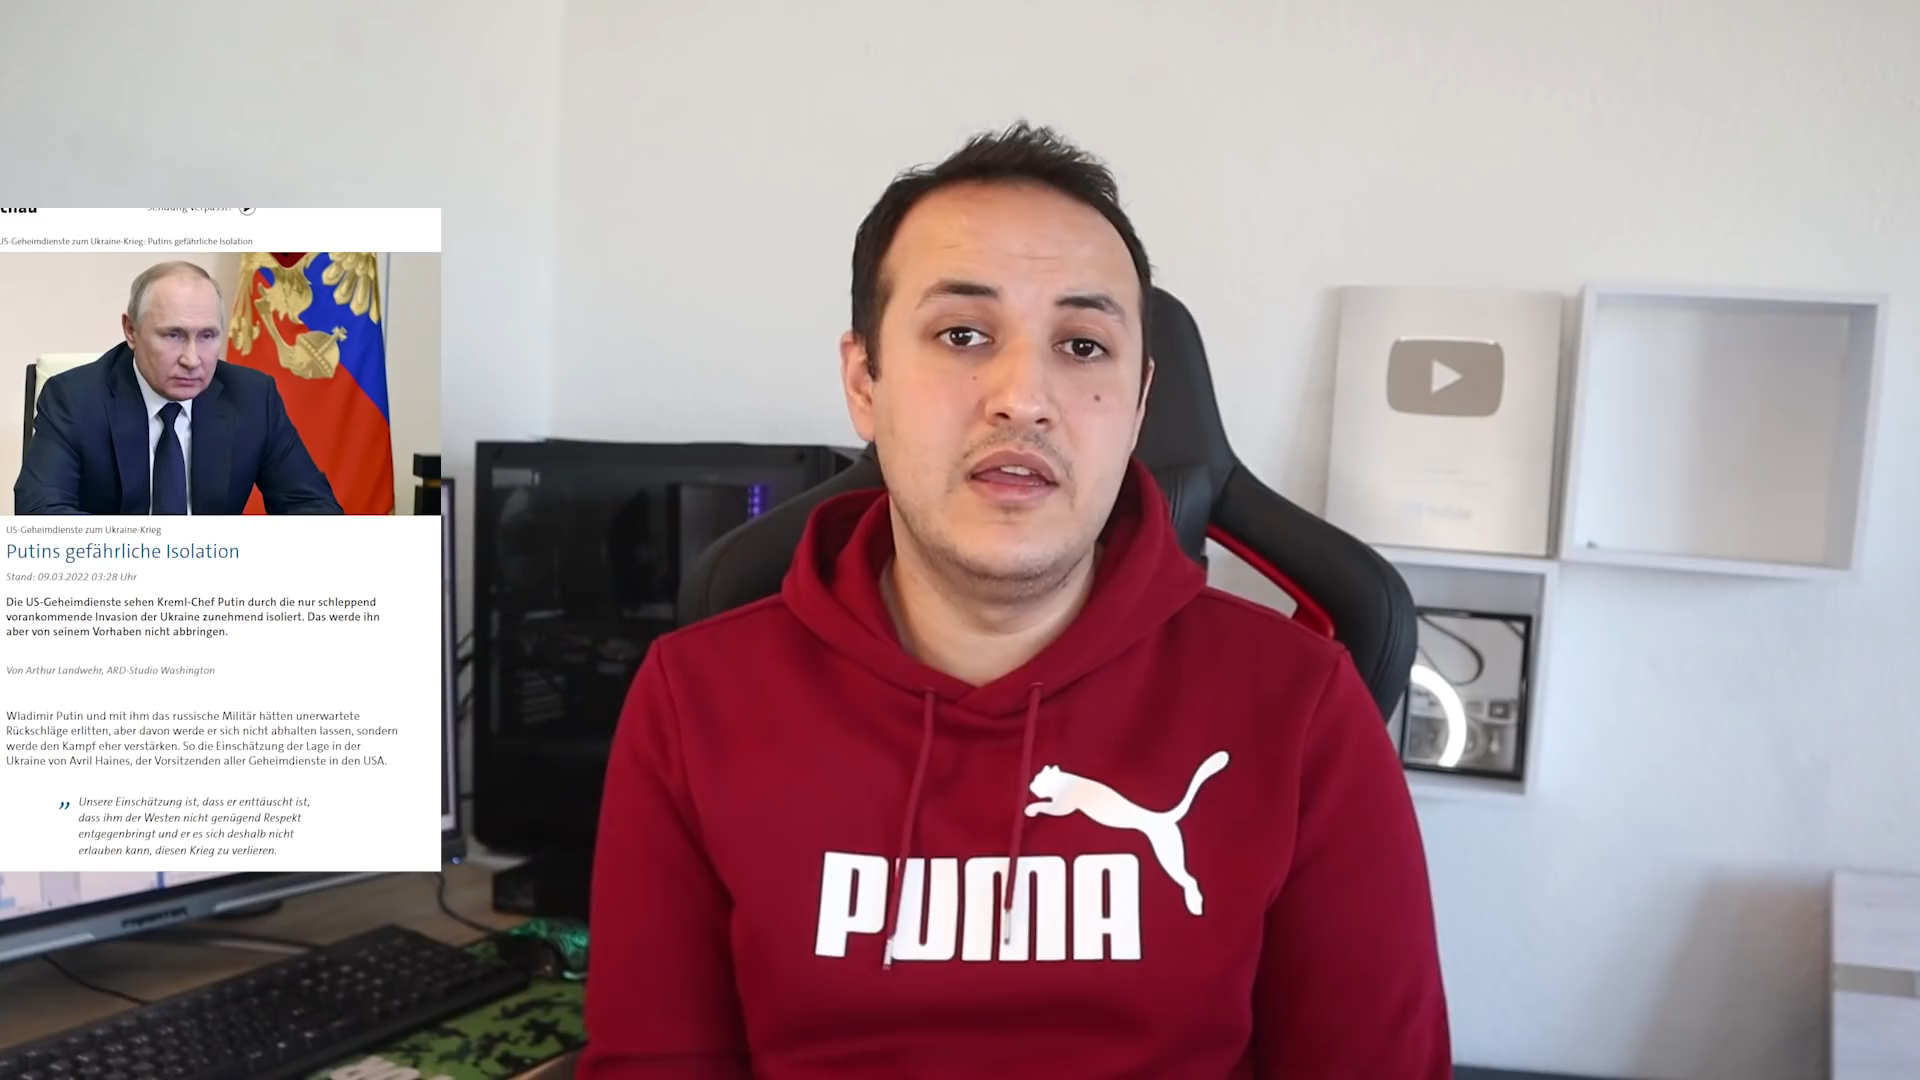 US-Geheimdienste zum Ukraine-Krieg: Putins gefährliche Isolation
US-Geheimdienste zum Ukraine-Krieg
Putins gefährliche Isolation
Stand: 09.03.2022 03:28 Uhr
Die US-Geheimdienste sehen Kreml-Chef Putin durch die nur schleppend
vorankommende Invasion der Ukraine zunehmend isoliert. Das werde ihn
aber von seinem Vorhaben nicht abbringen.
Von Arthur Landwehr, ARD-Studio Washington
Wladimir Putin und mit ihm das russische Militär hätten unerwartete
Rückschläge erlitten, aber davon werde er sich nicht abhalten lassen, sondern
werde den Kampf eher verstärken. So die Einschätzung der Lage in der
Ukraine von Avril Haines, der Vorsitzenden aller Geheimdienste in den USA.
„ Unsere Einschätzung ist, dass er enttäuscht ist,
dass ihm der Westen nicht genügend Respekt
entgegenbringt und er es sich deshalb nicht
erlauben kann, diesen Krieg zu verlieren.
PUMA